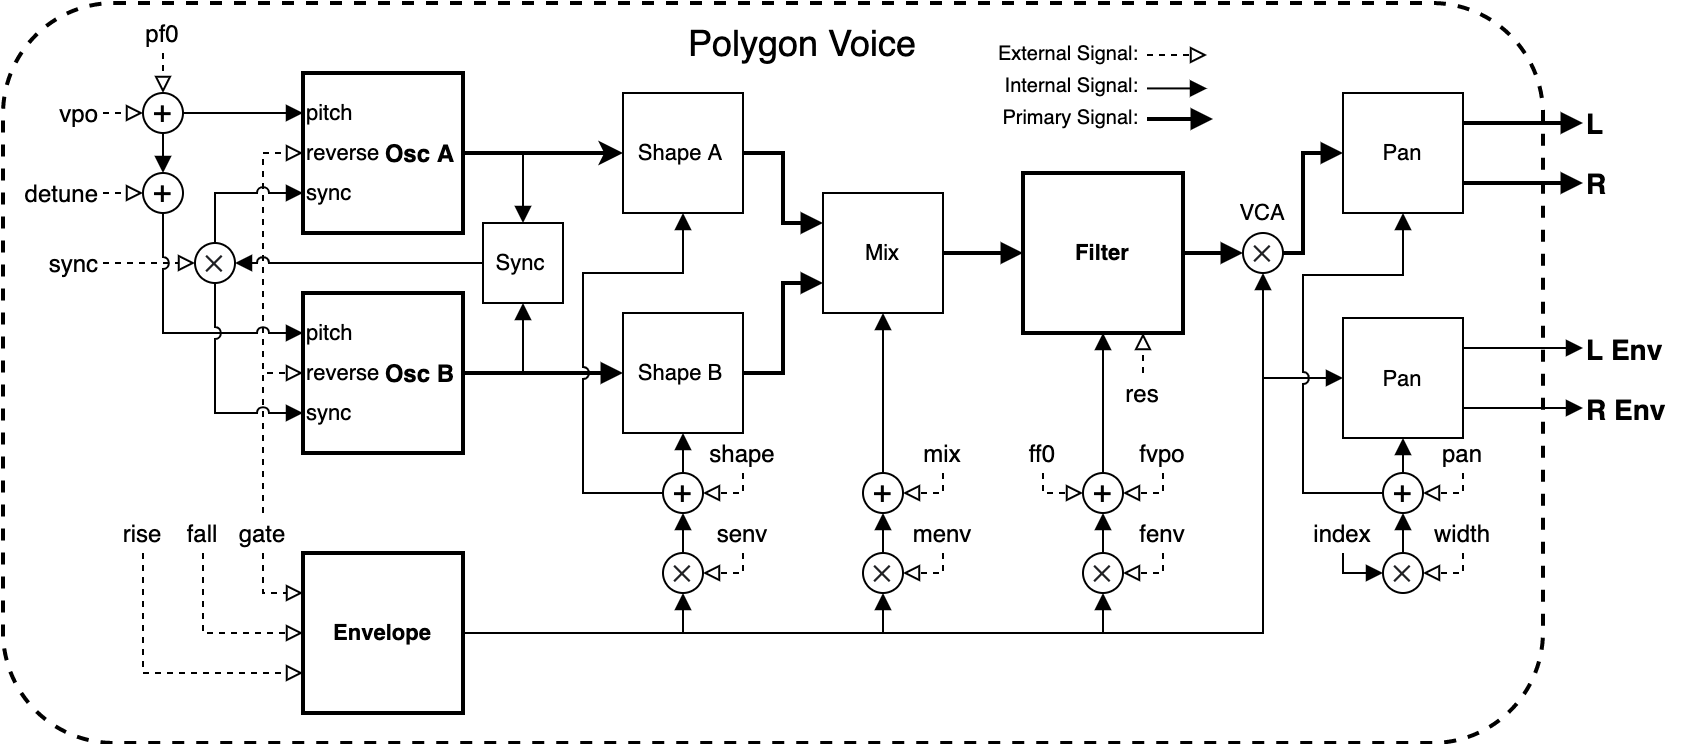 Polygon Voice
External Signal:
Internal Signal:
Primary Signal:
pf0
vpo
detune
sync
pitch
reverse Osc A
sync
pitch
reverse Osc B
sync
Sync
Shape A
Shape B
Mix
Filter
VCA
Pan
L
R
Pan
L Env
R Env
res
shape
mix
ff0
fvpo
pan
rise
fall
gate
senv
menv
fenv
index
width
Envelope